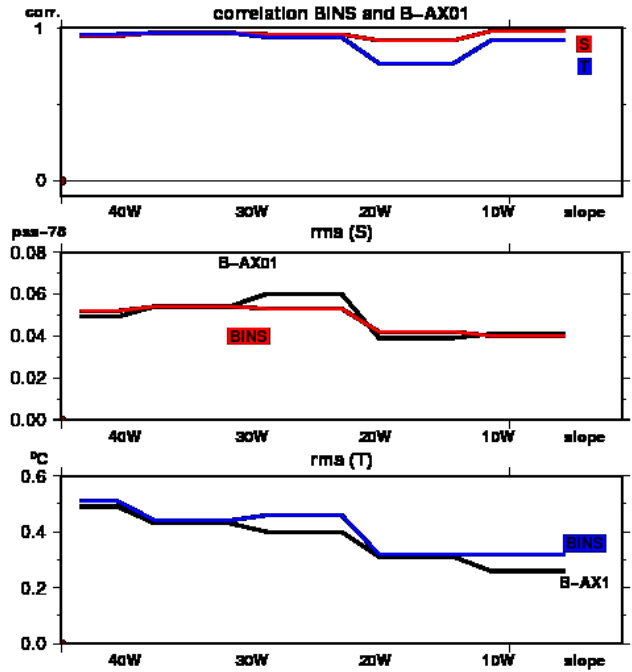 corr. correlation BINS and B-AX01
1
S
T
0
40W 30W 20W 10W slope
pss-78 rms (S)
0.08
B-AX01
0.06
0.04
BINS
0.02
0.00
40W 30W 20W 10W slope
°C rms (T)
0.6
0.4
BINS
0.2
B-AX1
0.0
40W 30W 20W 10W slope